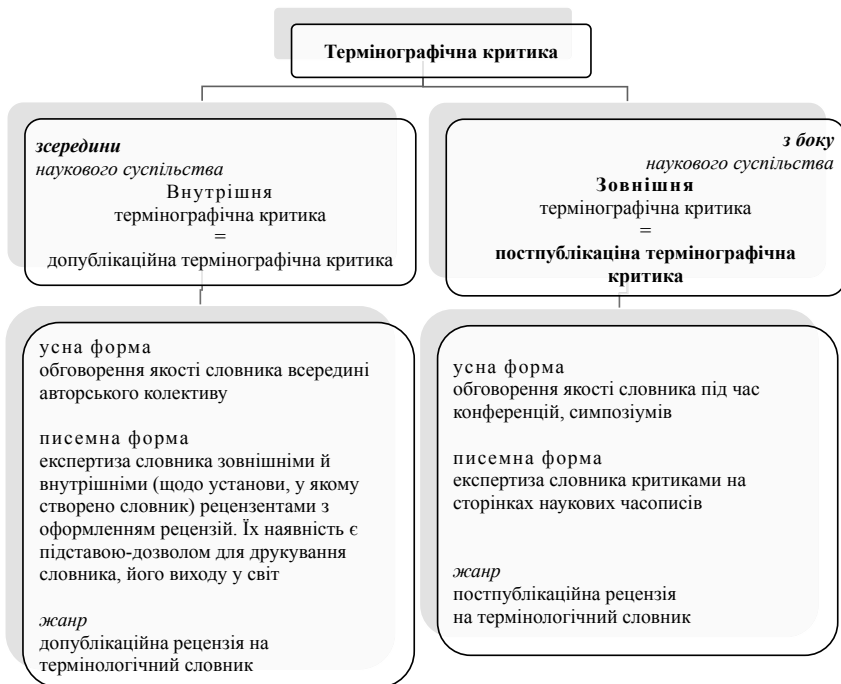 Термінографічна критика
зсередини
наукового суспільства
Внутрішня
термінографічна критика
=
допублікаційна термінографічна критика
з боку
наукового суспільства
Зовнішня
термінографічна критика
=
постпублікаціна термінографічна
критика
усна форма
обговорення якості словника всередині
авторського колективу
писемна форма
експертиза словника зовнішніми й
внутрішніми (щодо установи, у якому
створено словник) рецензентами з
оформленням рецензій. Їх наявність є
підставою-дозволом для друкування
словника, його виходу у світ
жанр
допублікаційна рецензія на
термінологічний словник
усна форма
обговорення якості словника під час
конференцій, симпозіумів
писемна форма
експертиза словника критиками на
сторінках наукових часописів
жанр
постпублікаційна рецензія
на термінологічний словник